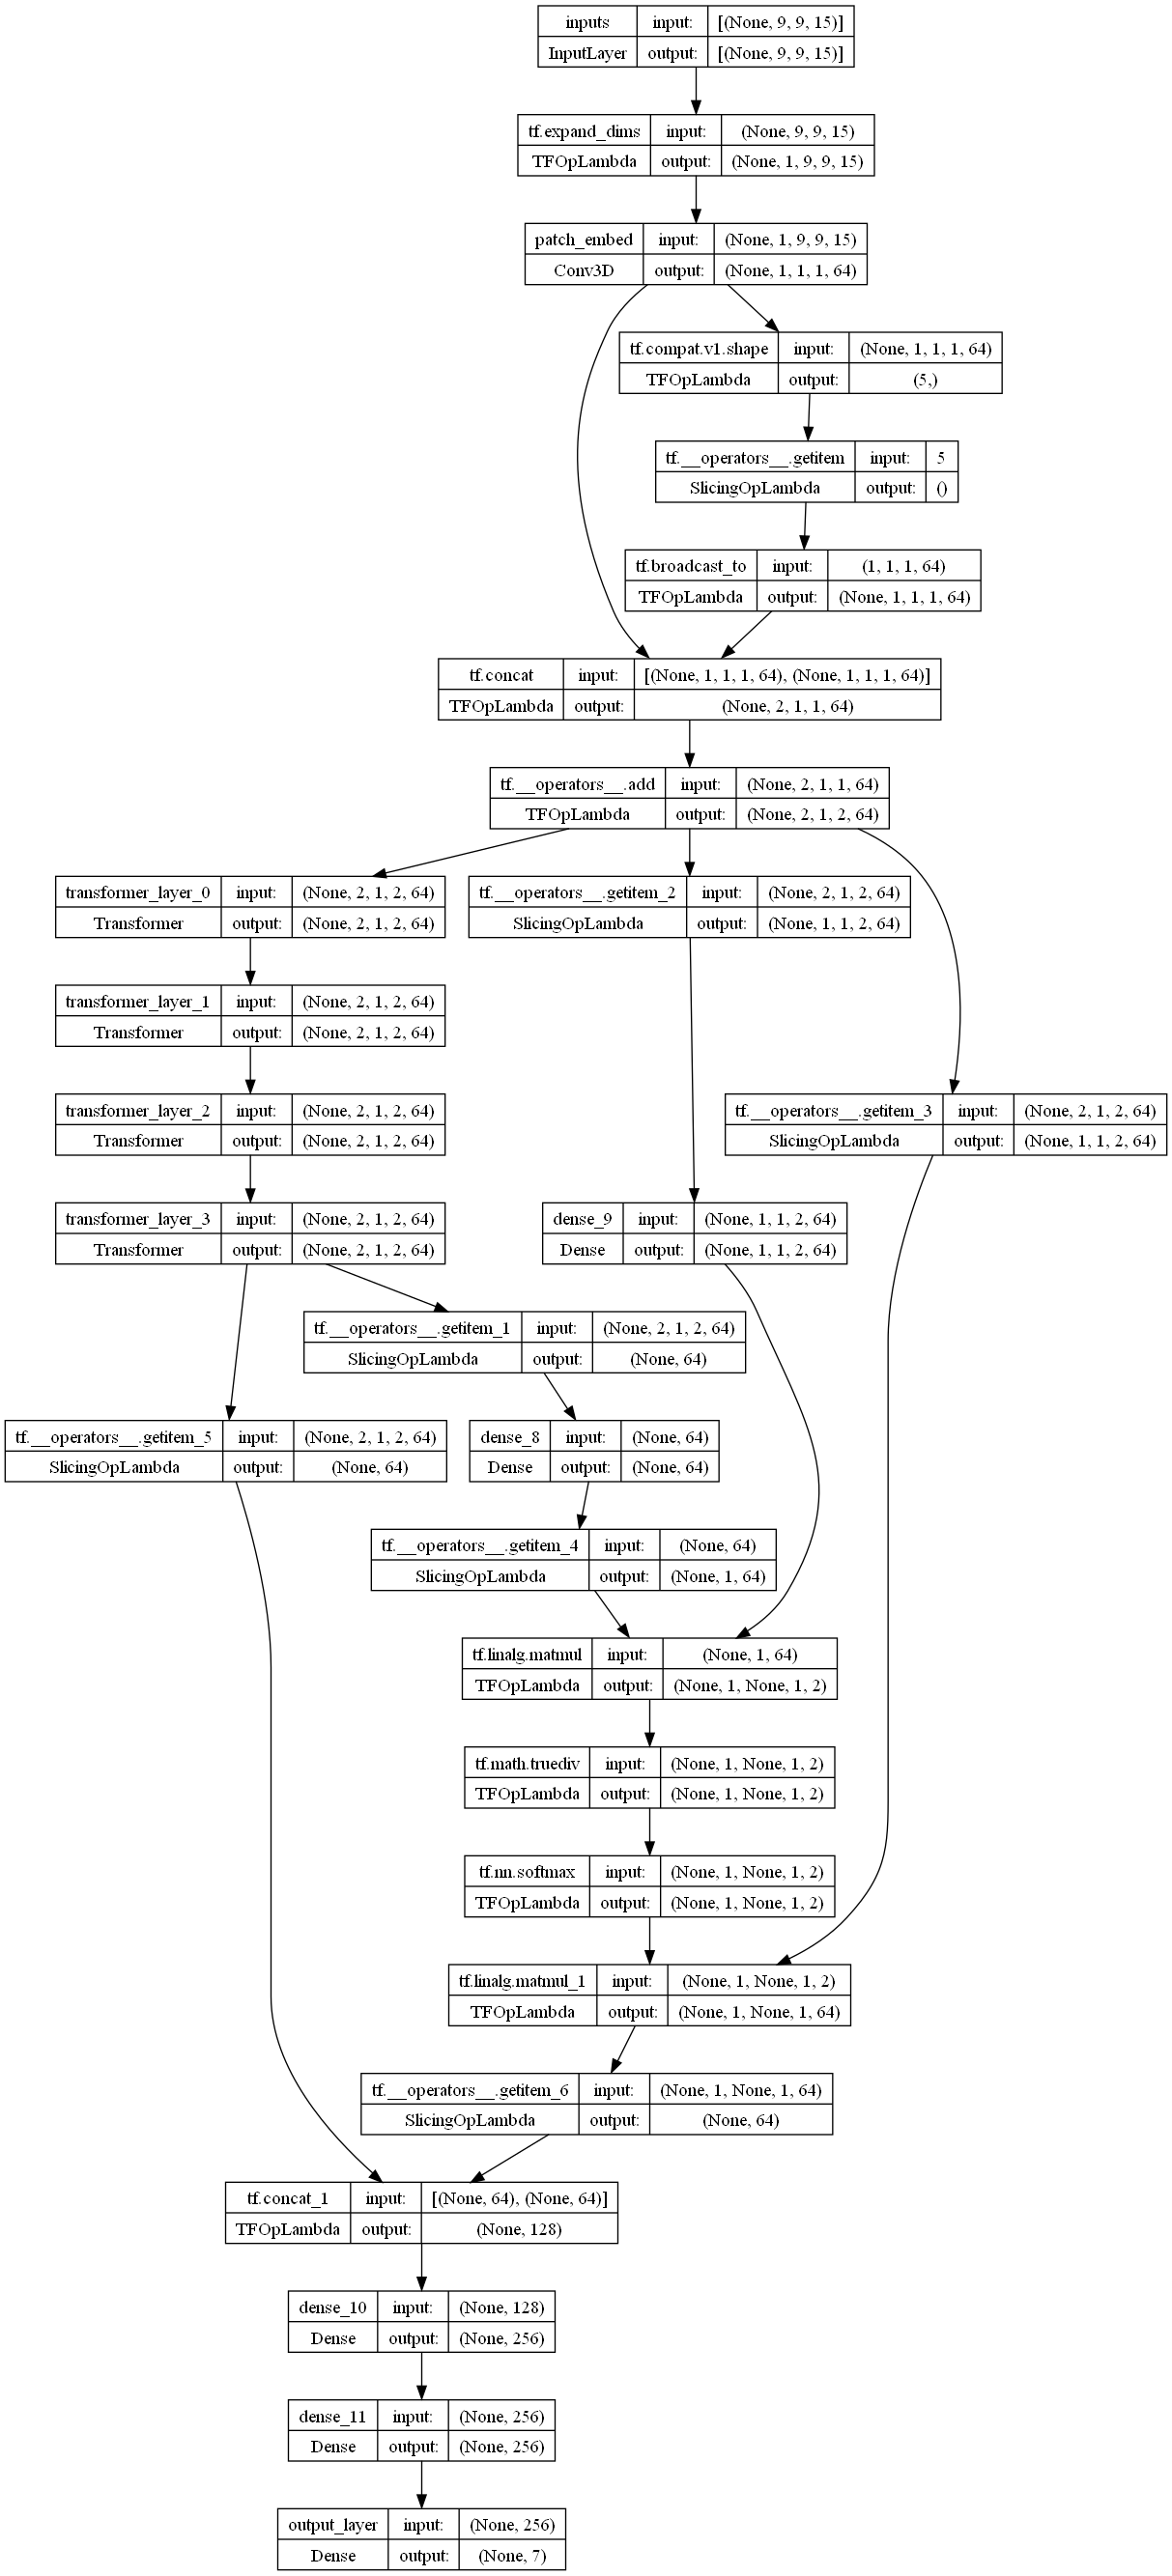 inputs input: [(None, 9, 9, 15)]
InputLayer output: [(None, 9, 9, 15)]
tf.expand_dims input: (None, 9, 9, 15)
TFOpLambda output: (None, 1, 9, 9, 15)
patch_embed input: (None, 1, 9, 9, 15)
Conv3D output: (None, 1, 1, 1, 64)
tf.compat.v1.shape input: (None, 1, 1, 1, 64)
TFOpLambda output: (5,)
tf.__operators__.getitem input: 5
SlicingOpLambda output: ()
tf.broadcast_to input: (1, 1, 1, 64)
TFOpLambda output: (None, 1, 1, 1, 64)
tf.concat input: [(None, 1, 1, 1, 64), (None, 1, 1, 1, 64)]
TFOpLambda output: (None, 2, 1, 1, 64)
tf.__operators__.add input: (None, 2, 1, 1, 64)
TFOpLambda output: (None, 2, 1, 2, 64)
transformer_layer_0 input: (None, 2, 1, 2, 64)
Transformer output: (None, 2, 1, 2, 64)
tf.__operators__.getitem_2 input: (None, 2, 1, 2, 64)
SlicingOpLambda output: (None, 1, 1, 2, 64)
transformer_layer_1 input: (None, 2, 1, 2, 64)
Transformer output: (None, 2, 1, 2, 64)
transformer_layer_2 input: (None, 2, 1, 2, 64)
Transformer output: (None, 2, 1, 2, 64)
tf.__operators__.getitem_3 input: (None, 2, 1, 2, 64)
SlicingOpLambda output: (None, 1, 1, 2, 64)
transformer_layer_3 input: (None, 2, 1, 2, 64)
Transformer output: (None, 2, 1, 2, 64)
dense_9 input: (None, 1, 1, 2, 64)
Dense output: (None, 1, 1, 2, 64)
tf.__operators__.getitem_1 input: (None, 2, 1, 2, 64)
SlicingOpLambda output: (None, 64)
tf.__operators__.getitem_5 input: (None, 2, 1, 2, 64)
SlicingOpLambda output: (None, 64)
dense_8 input: (None, 64)
Dense output: (None, 64)
tf.__operators__.getitem_4 input: (None, 64)
SlicingOpLambda output: (None, 1, 64)
tf.linalg.matmul input: (None, 1, 64)
TFOpLambda output: (None, 1, None, 1, 2)
tf.math.truediv input: (None, 1, None, 1, 2)
TFOpLambda output: (None, 1, None, 1, 2)
tf.nn.softmax input: (None, 1, None, 1, 2)
TFOpLambda output: (None, 1, None, 1, 2)
tf.linalg.matmul_1 input: (None, 1, None, 1, 2)
TFOpLambda output: (None, 1, None, 1, 64)
tf.__operators__.getitem_6 input: (None, 1, None, 1, 64)
SlicingOpLambda output: (None, 64)
tf.concat_1 input: [(None, 64), (None, 64)]
TFOpLambda output: (None, 128)
dense_10 input: (None, 128)
Dense output: (None, 256)
dense_11 input: (None, 256)
Dense output: (None, 256)
output_layer input: (None, 256)
Dense output: (None, 7)